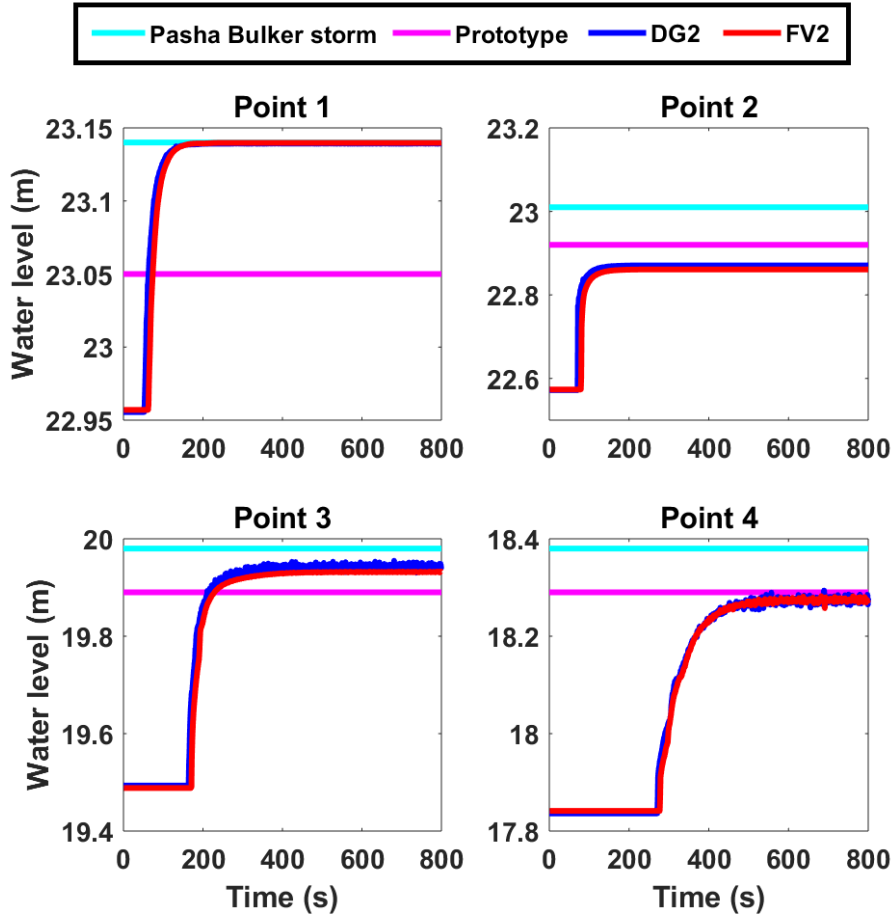 Pasha Bulker storm Prototype DG2 FV2
Point 1
Water level (m)
23.15
23.1
23.05
23
22.95
0 200 400 600 800
Point 2
23.2
23
22.8
22.6
0 200 400 600 800
Point 3
Water level (m)
20
19.8
19.6
19.4
0 200 400 600 800
Time (s)
Point 4
18.4
18.2
18
17.8
0 200 400 600 800
Time (s)